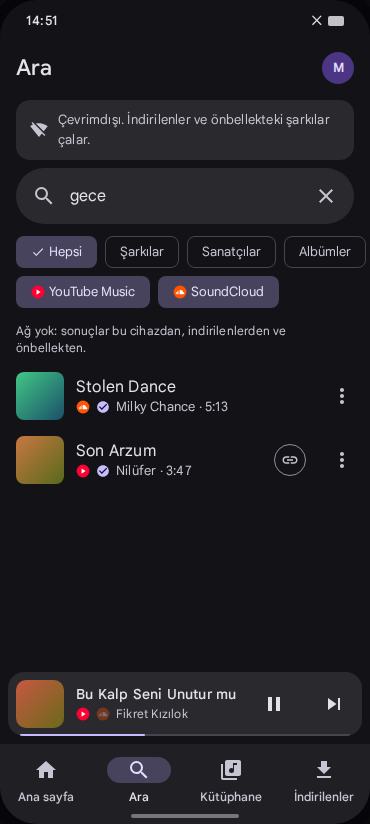 14:51
Ara
M
Çevrimdışı. İndirilenler ve önbellekteki şarkılar
çalar.
gece
Hepsi
Şarkılar
Sanatçılar
Albümler
YouTube Music
SoundCloud
Ağ yok: sonuçlar bu cihazdan, indirilenlerden ve
önbellekten.
Stolen Dance
Milky Chance · 5:13
Son Arzum
Nilüfer · 3:47
Bu Kalp Seni Unutur mu
Fikret Kızılok
Ana sayfa
Ara
Kütüphane
İndirilenler